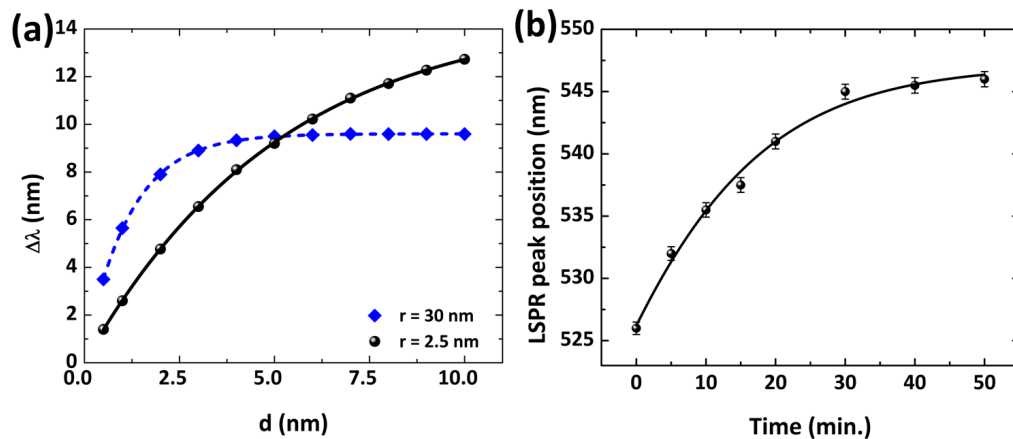 (a)
14
12
10
8
6
4
2
0
Δλ (nm)
0.0 2.5 5.0 7.5 10.0
d (nm)
r = 30 nm
r = 2.5 nm
(b)
550
545
540
535
530
525
LSPR peak position (nm)
0 10 20 30 40 50
Time (min.)